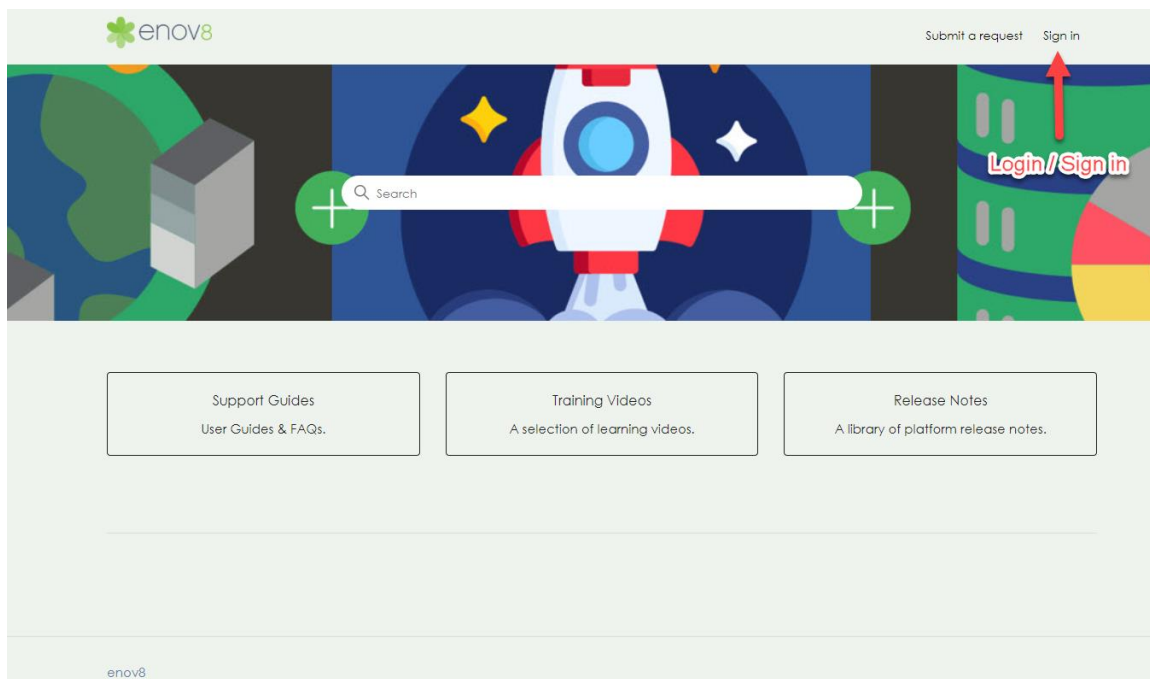 enov8
Submit a request Sign in
Login / Sign in
Search
Support Guides
User Guides & FAQs.
Training Videos
A selection of learning videos.
Release Notes
A library of platform release notes.
enov8